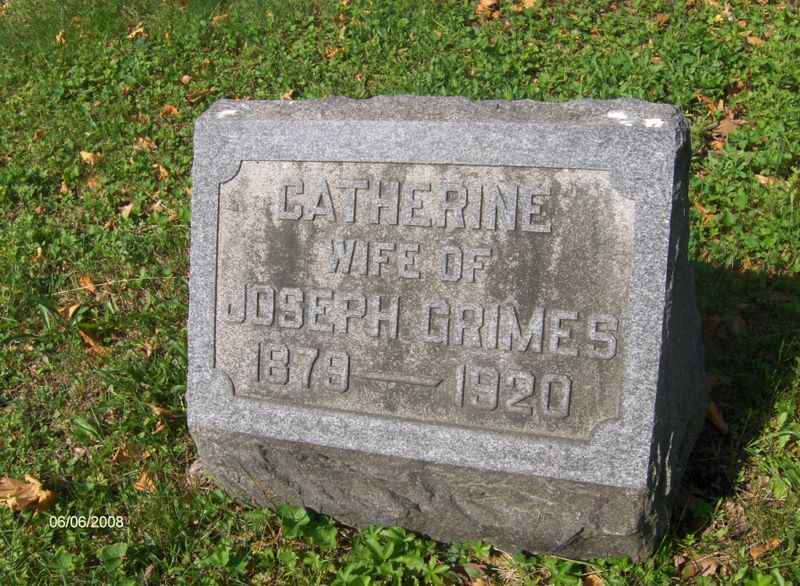 CATHERINE
WIFE OF
JOSEPH GRIMES
1879 — 1920
06/06/2008